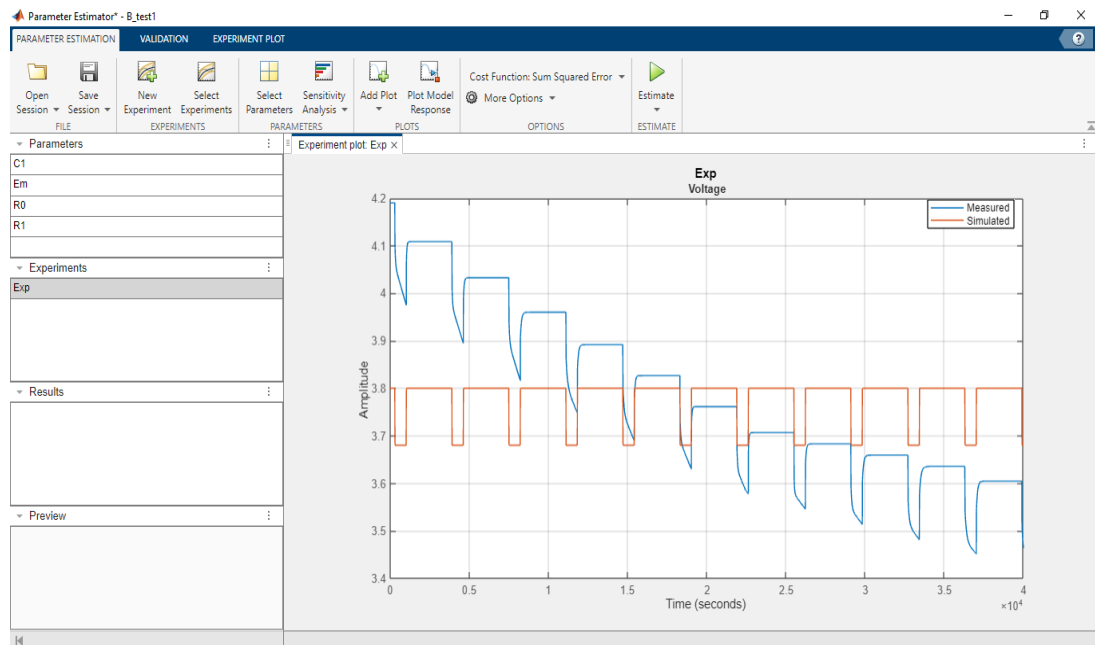 Parameter Estimator* - B_test1
PARAMETER ESTIMATION VALIDATION EXPERIMENT PLOT
?
Open Session
Save Session
New Experiment
Select Experiments
Select Parameters
Sensitivity Analysis
Add Plot
Plot Model Response
Cost Function: Sum Squared Error
More Options
Estimate
FILE EXPERIMENTS PARAMETERS PLOTS OPTIONS ESTIMATE
Parameters
C1
Em
R0
R1
Experiments
Exp
Results
Preview
Experiment plot: Exp ×
Exp
Voltage
Measured
Simulated
Amplitude
4.2
4.1
4
3.9
3.8
3.7
3.6
3.5
3.4
0 0.5 1 1.5 2 2.5 3 3.5 4
Time (seconds)
×10⁴